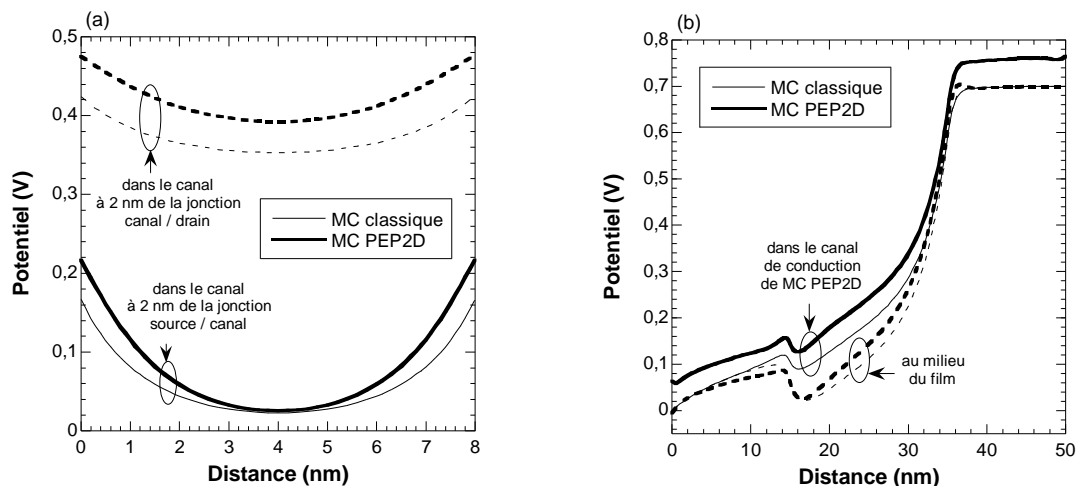 (a)
0,5
0,4
0,3
0,2
0,1
0
Potentiel (V)
dans le canal
à 2 nm de la jonction
canal / drain
MC classique
MC PEP2D
dans le canal
à 2 nm de la jonction
source / canal
0 1 2 3 4 5 6 7 8
Distance (nm)
(b)
0,8
0,7
0,6
0,5
0,4
0,3
0,2
0,1
0
Potentiel (V)
MC classique
MC PEP2D
dans le canal
de conduction
de MC PEP2D
au milieu
du film
0 10 20 30 40 50
Distance (nm)